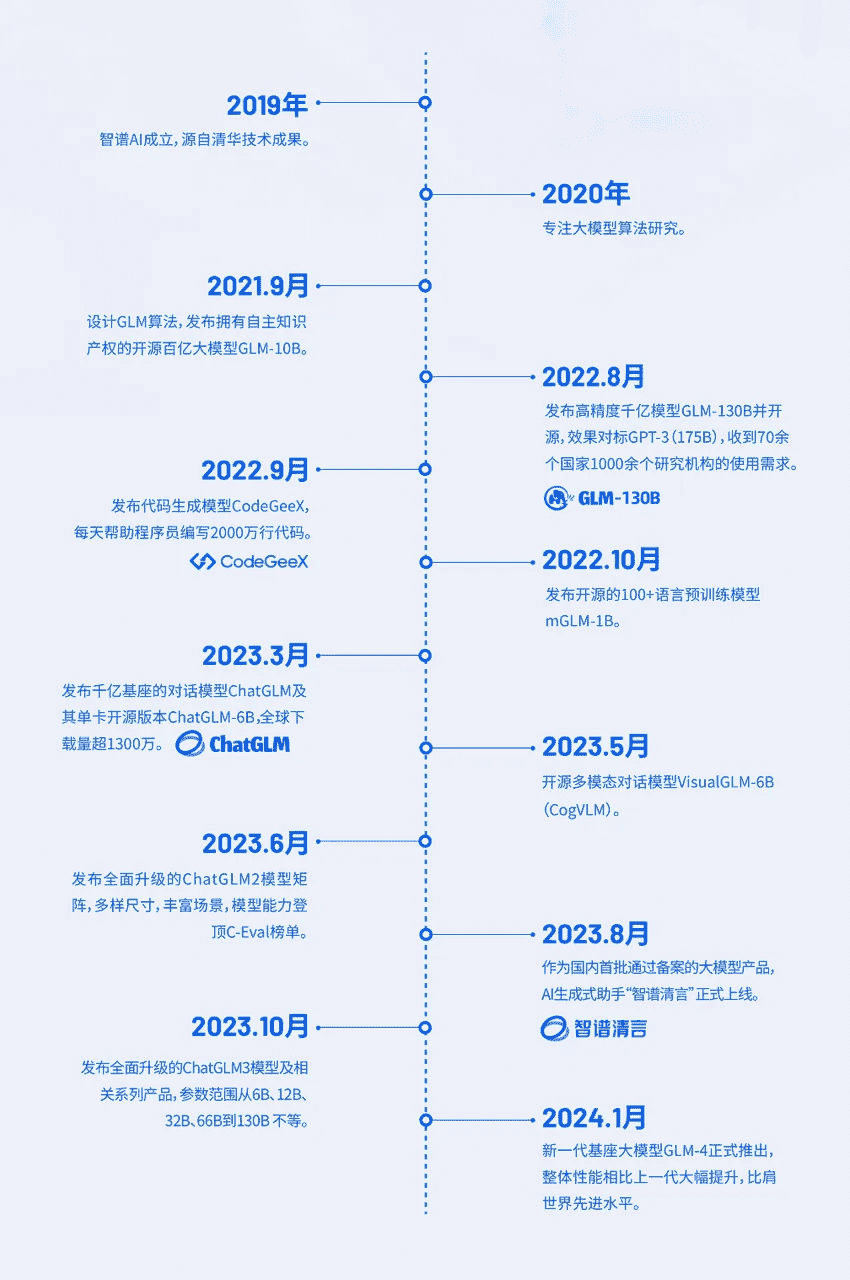 2019年
智谱AI成立，源自清华技术成果。
2020年
专注大模型算法研究。
2021.9月
设计GLM算法，发布拥有自主知识
产权的开源百亿大模型GLM-10B。
2022.8月
发布高精度千亿模型GLM-130B并开
源，效果对标GPT-3（175B），收到70余
个国家1000余个研究机构的使用需求。
GLM-130B
2022.9月
发布代码生成模型CodeGeeX，
每天帮助程序员编写2000万行代码。
CodeGeeX
2022.10月
发布开源的100+语言预训练模型
mGLM-1B。
2023.3月
发布千亿基座的对话模型ChatGLM及
其单卡开源版本ChatGLM-6B,全球下
载量超1300万。
ChatGLM
2023.5月
开源多模态对话模型VisualGLM-6B
（CogVLM）。
2023.6月
发布全面升级的ChatGLM2模型矩
阵，多样尺寸，丰富场景，模型能力登
顶C-Eval榜单。
2023.8月
作为国内首批通过备案的大模型产品，
AI生成式助手“智谱清言”正式上线。
智谱清言
2023.10月
发布全面升级的ChatGLM3模型及相
关系列产品，参数范围从6B、12B、
32B、66B到130B 不等。
2024.1月
新一代基座大模型GLM-4正式推出，
整体性能相比上一代大幅提升，比肩
世界先进水平。